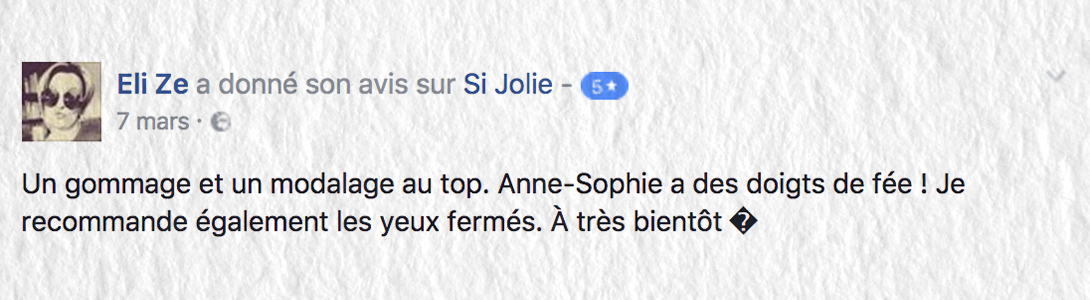 Eli Ze a donné son avis sur Si Jolie - 5★
7 mars ·
Un gommage et un modalage au top. Anne-Sophie a des doigts de fée ! Je
recommande également les yeux fermés. À très bientôt �